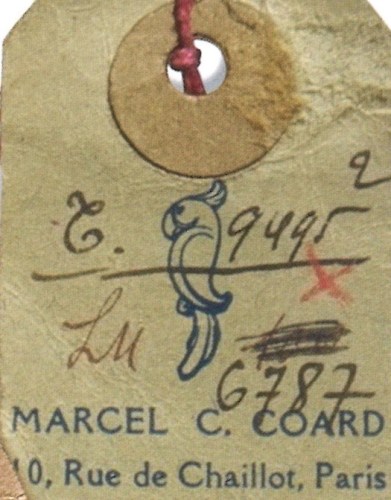 2
T. 9495
LM
6787
MARCEL C. COARD
10, Rue de Chaillot, Paris